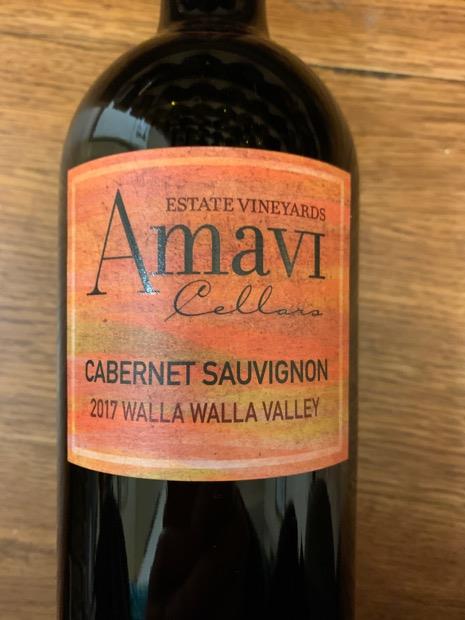 ESTATE VINEYARDS
AmavI
Cellars
CABERNET SAUVIGNON
2017 WALLA WALLA VALLEY